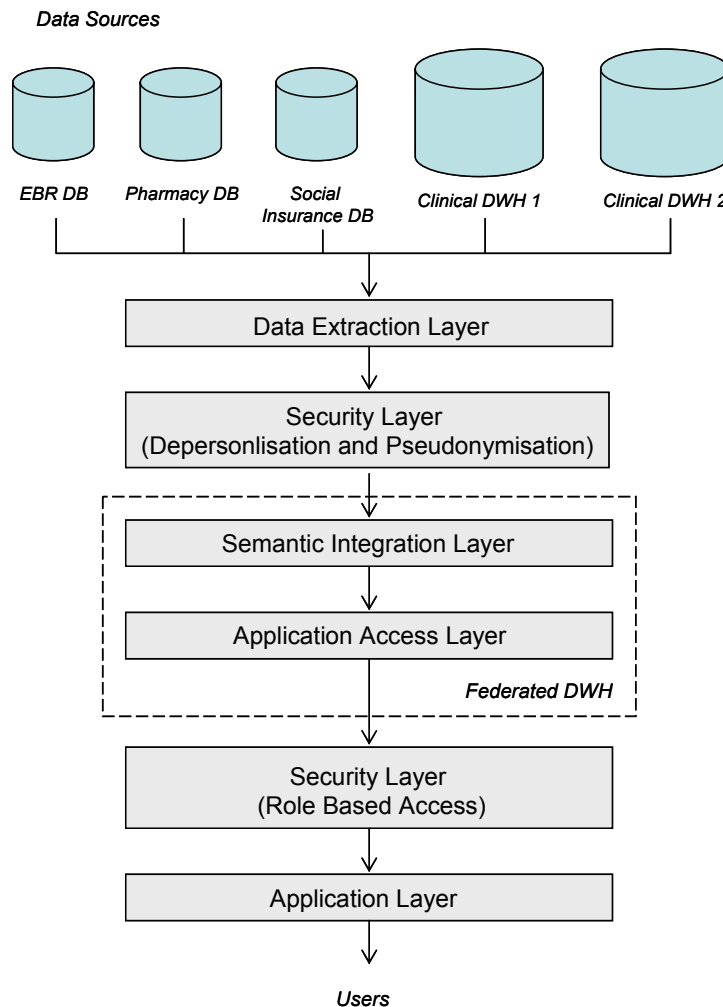 Data Sources
EBR DB
Pharmacy DB
Social
Insurance DB
Clinical DWH 1
Clinical DWH 2
Data Extraction Layer
Security Layer
(Depersonlisation and Pseudonymisation)
Semantic Integration Layer
Application Access Layer
Federated DWH
Security Layer
(Role Based Access)
Application Layer
Users